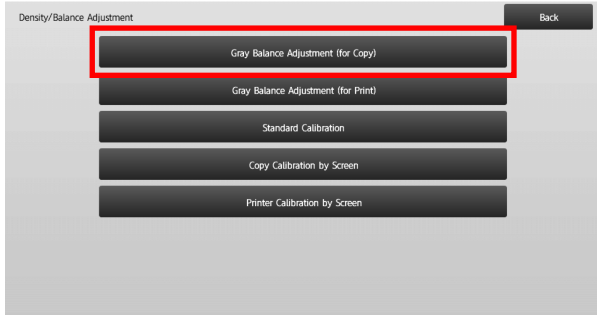 Density/Balance Adjustment
Back
Gray Balance Adjustment (for Copy)
Gray Balance Adjustment (for Print)
Standard Calibration
Copy Calibration by Screen
Printer Calibration by Screen